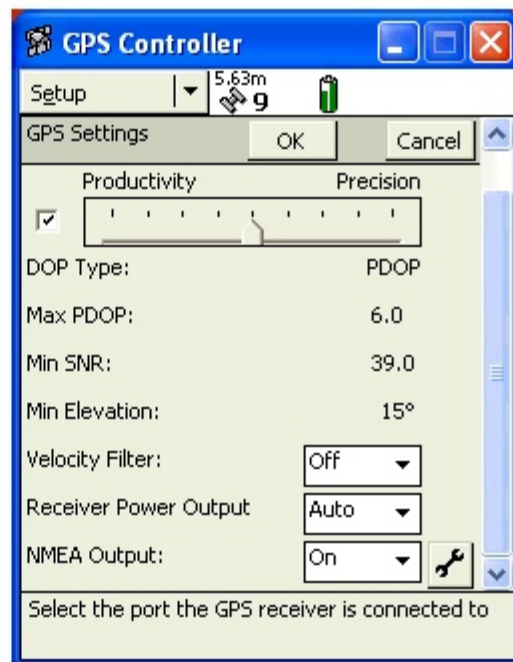 GPS Controller
Setup
5.63m
9
GPS Settings OK Cancel
Productivity Precision
DOP Type: PDOP
Max PDOP: 6.0
Min SNR: 39.0
Min Elevation: 15°
Velocity Filter: Off
Receiver Power Output Auto
NMEA Output: On
Select the port the GPS receiver is connected to